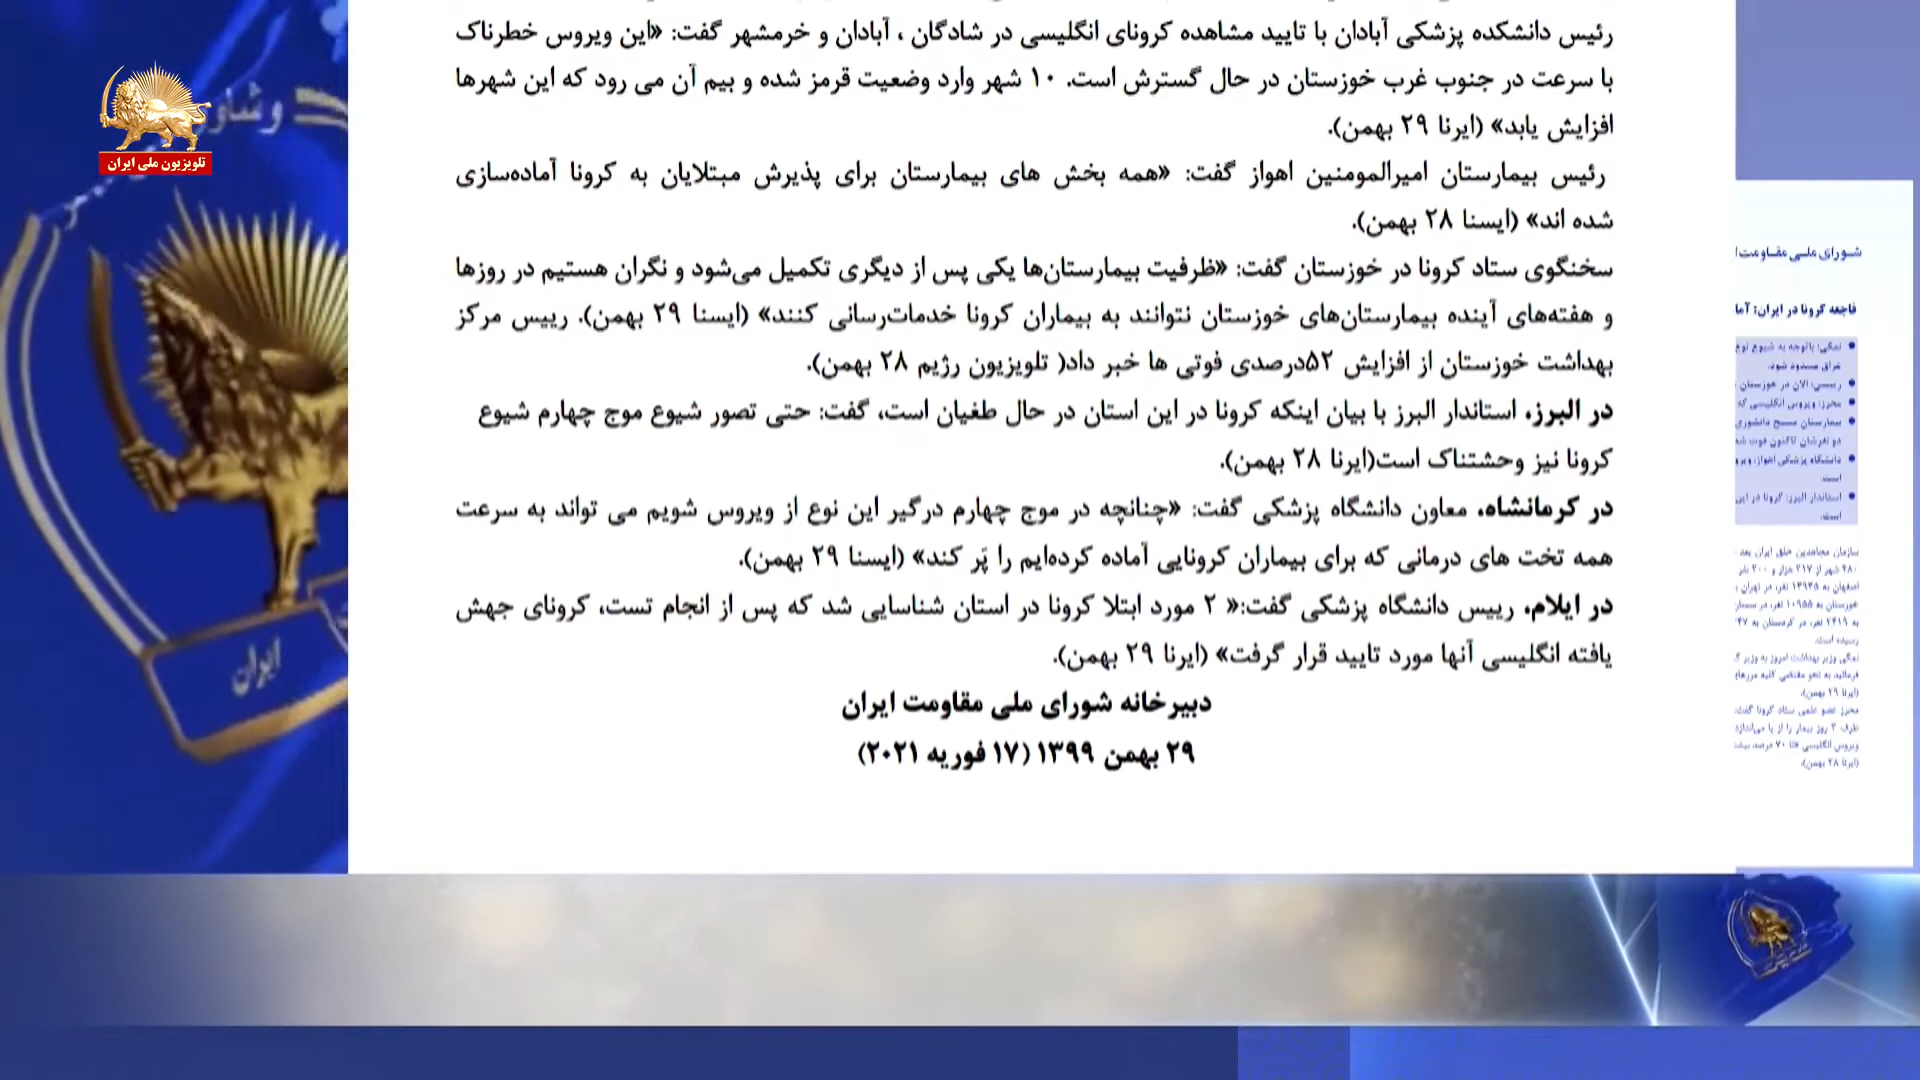 رئیس دانشکده پزشکی آبادان با تایید مشاهده کرونای انگلیسی در شادگان ، آبادان و خرمشهر گفت: «این ویروس خطرناک
با سرعت در جنوب غرب خوزستان در حال گسترش است. ۱۰ شهر وارد وضعیت قرمز شده و بیم آن می رود که این شهرها
افزایش یابد» (ایرنا ۲۹ بهمن).
رئیس بیمارستان امیرالمومنین اهواز گفت: «همه بخش های بیمارستان برای پذیرش مبتلایان به کرونا آماده‌سازی
شده اند» (ایسنا ۲۸ بهمن).
سخنگوی ستاد کرونا در خوزستان گفت: «ظرفیت بیمارستان‌ها یکی پس از دیگری تکمیل می‌شود و نگران هستیم در روزها
و هفته‌های آینده بیمارستان‌های خوزستان نتوانند به بیماران کرونا خدمات‌رسانی کنند» (ایسنا ۲۹ بهمن). رییس مرکز
بهداشت خوزستان از افزایش ۵۲درصدی فوتی ها خبر داد( تلویزیون رژیم ۲۸ بهمن).
در البرز، استاندار البرز با بیان اینکه کرونا در این استان در حال طغیان است، گفت: حتی تصور شیوع موج چهارم شیوع
کرونا نیز وحشتناک است(ایرنا ۲۸ بهمن).
در کرمانشاه، معاون دانشگاه پزشکی گفت: «چنانچه در موج چهارم درگیر این نوع از ویروس شویم می تواند به سرعت
همه تخت های درمانی که برای بیماران کرونایی آماده کرده‌ایم را پَر کند» (ایسنا ۲۹ بهمن).
در ایلام، رییس دانشگاه پزشکی گفت:« ۲ مورد ابتلا کرونا در استان شناسایی شد که پس از انجام تست، کرونای جهش
یافته انگلیسی آنها مورد تایید قرار گرفت» (ایرنا ۲۹ بهمن).
دبیرخانه شورای ملی مقاومت ایران
۲۹ بهمن ۱۳۹۹ (۱۷ فوریه ۲۰۲۱)
تلویزیون ملی ایران
ایران
شورای ملی مقاومت
فاجعه کرونا در ایران: